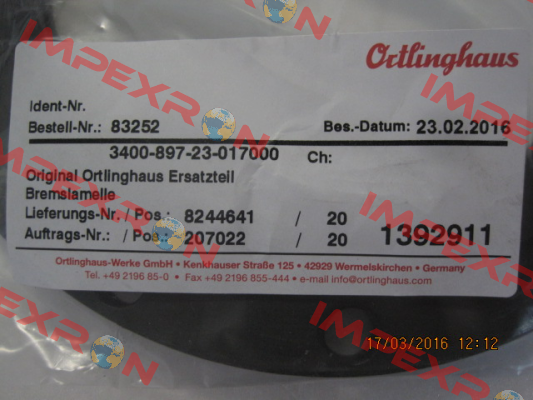 Ortlinghaus
Ident-Nr.
Bestell-Nr.: 83252 Bes.-Datum: 23.02.2016
3400-897-23-017000 Ch:
Original Ortlinghaus Ersatzteil
Bremslamelle
Lieferungs-Nr./ Pos.: 8244641 / 20
Auftrags-Nr.: / Pos.: 207022 / 20 1392911
Ortlinghaus-Werke GmbH • Kenkhauser Straße 125 • 42929 Wermelskirchen • Germany
Tel. +49 2196 85-0 • Fax +49 2196 855-444 • e-mail info@ortlinghaus.com
17/03/2016 12:12
IMPEXRON
IMPEXRON
IMPEXRON
IMPEXRON
IMPEXRON